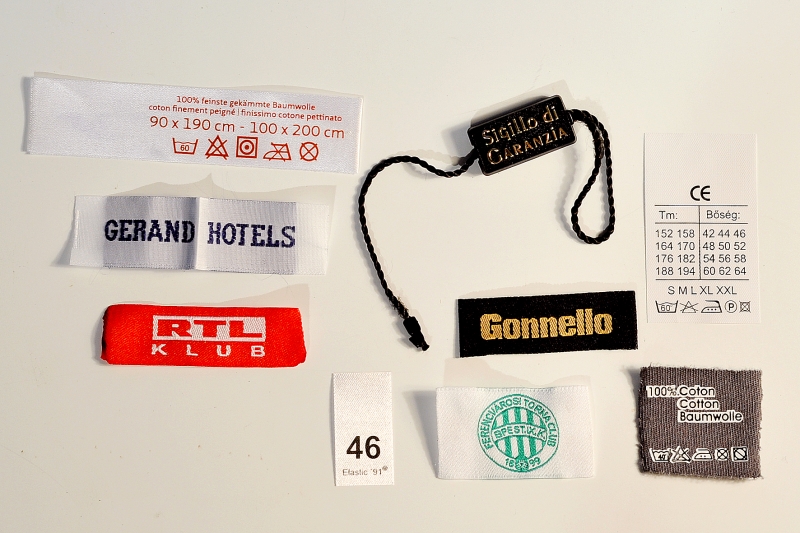 100% feinste gekämmte Baumwolle
coton finement peigné | finissimo cotone pettinato
90 x 190 cm - 100 x 200 cm
60
Sigillo di
GARANZIA
GERAND HOTELS
CE
Tm: Bőség:
152 158 42 44 46
164 170 48 50 52
176 182 54 56 58
188 194 60 62 64
S M L XL XXL
60 P
RTL
KLUB
Gonnello
46
Elastic '91®
FERENCVÁROSI TORNA CLUB
BPEST.IX.K.
1899
100% Coton
Cotton
Baumwolle
40